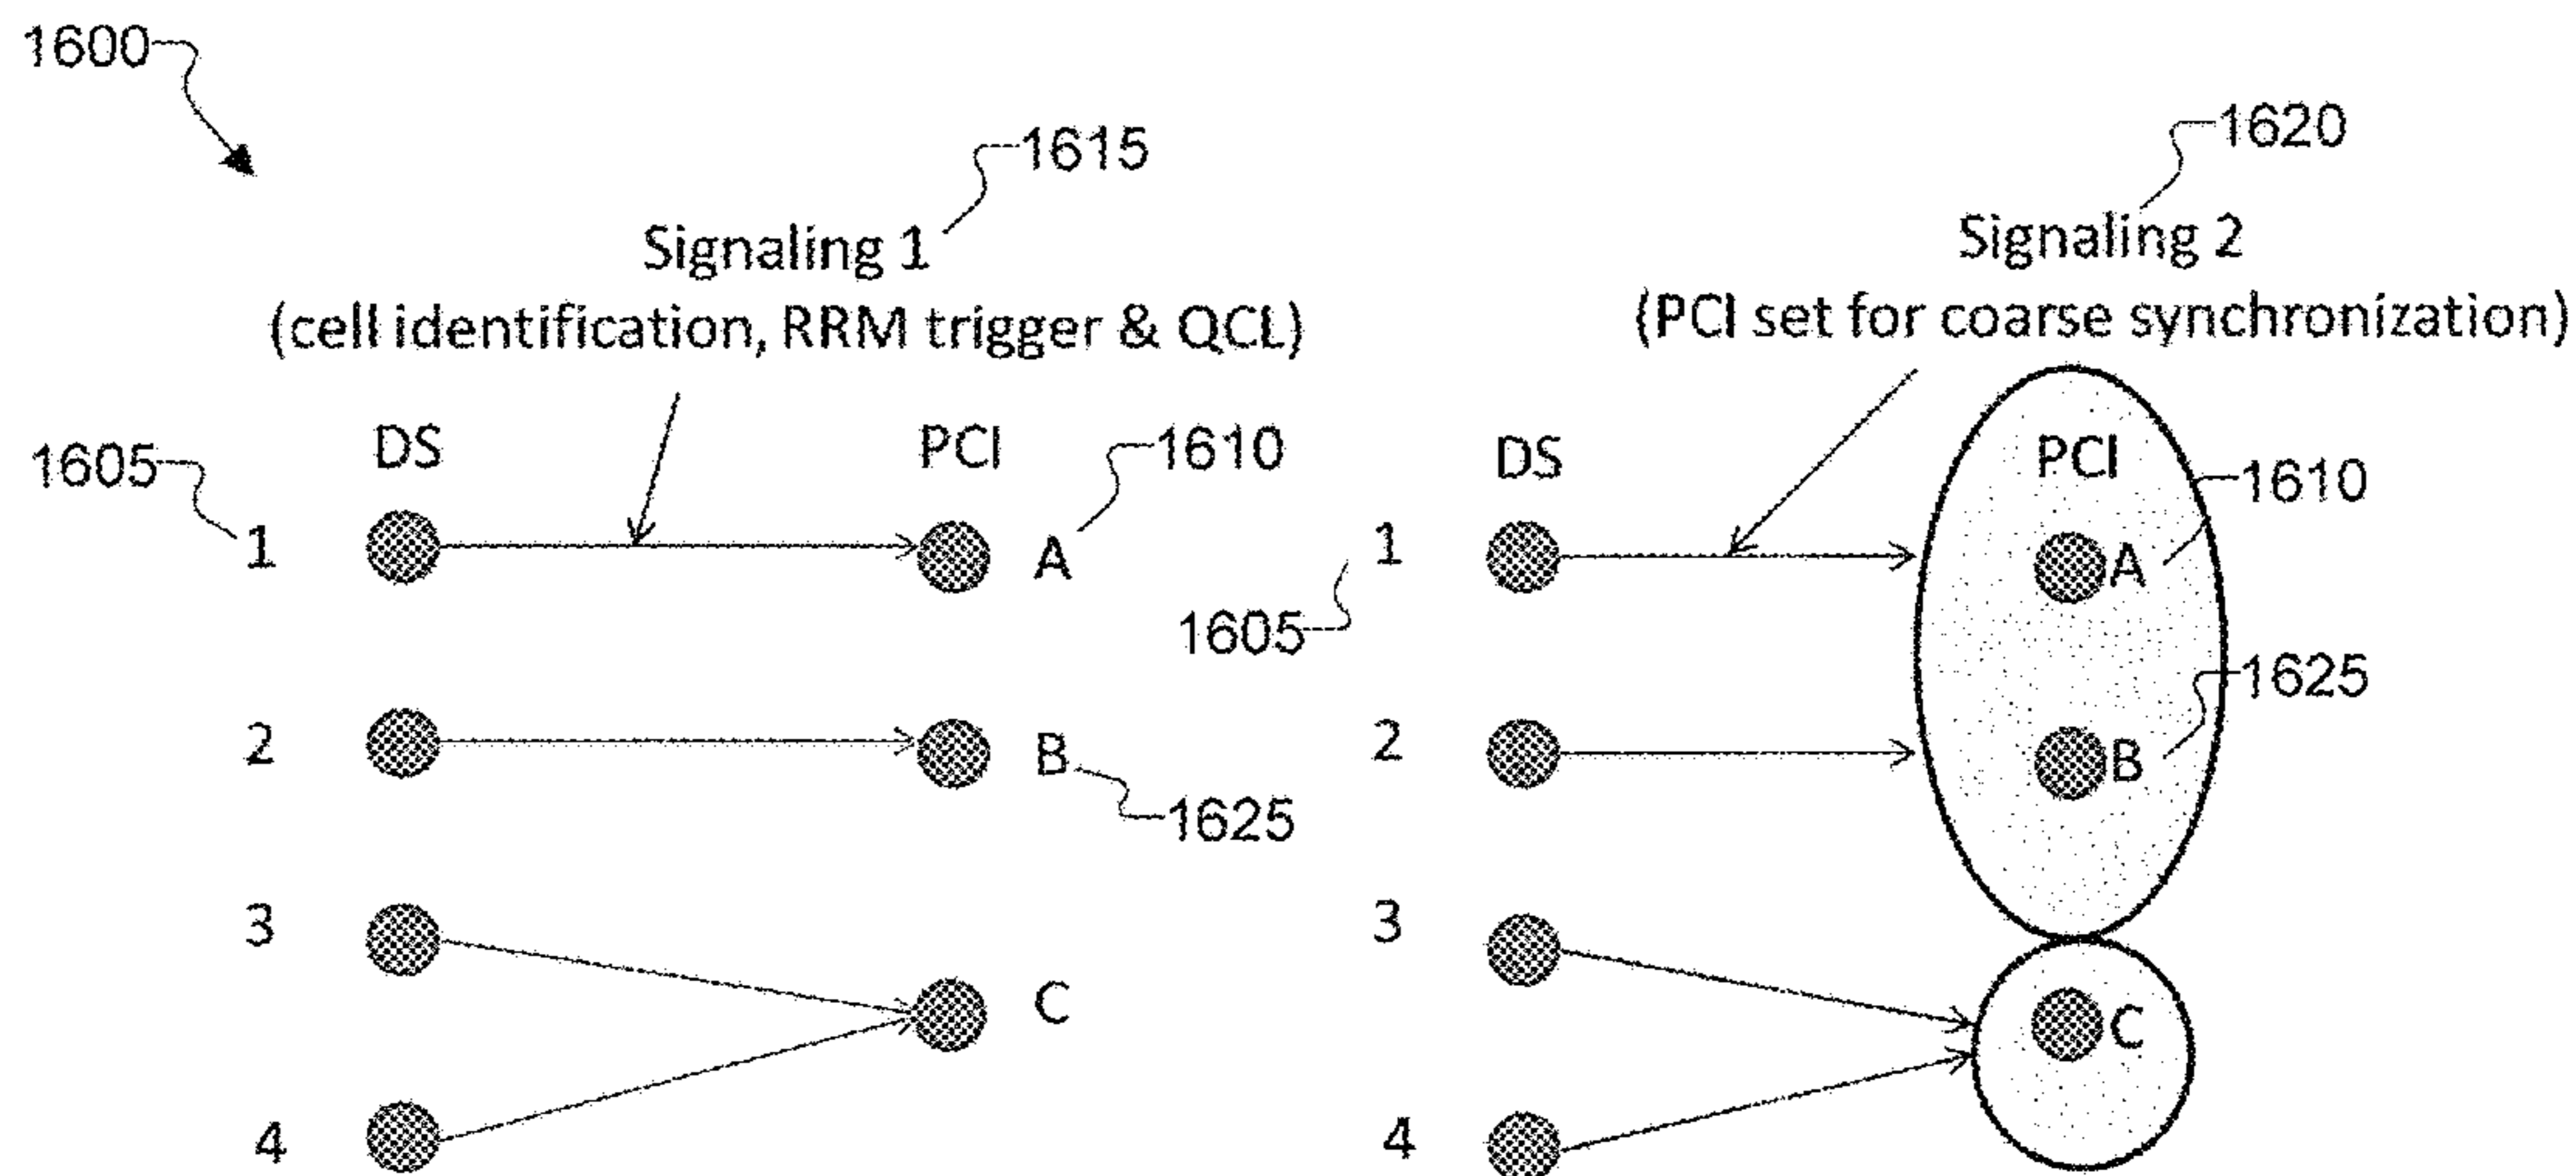 1600
1615
1620
Signaling 1
(cell identification, RRM trigger & QCL)
Signaling 2
(PCI set for coarse synchronization)
1605
DS
PCI
1610
1
A
2
B
1625
3
C
4
DS
PCI
1610
1
A
1605
1625
2
B
3
C
4